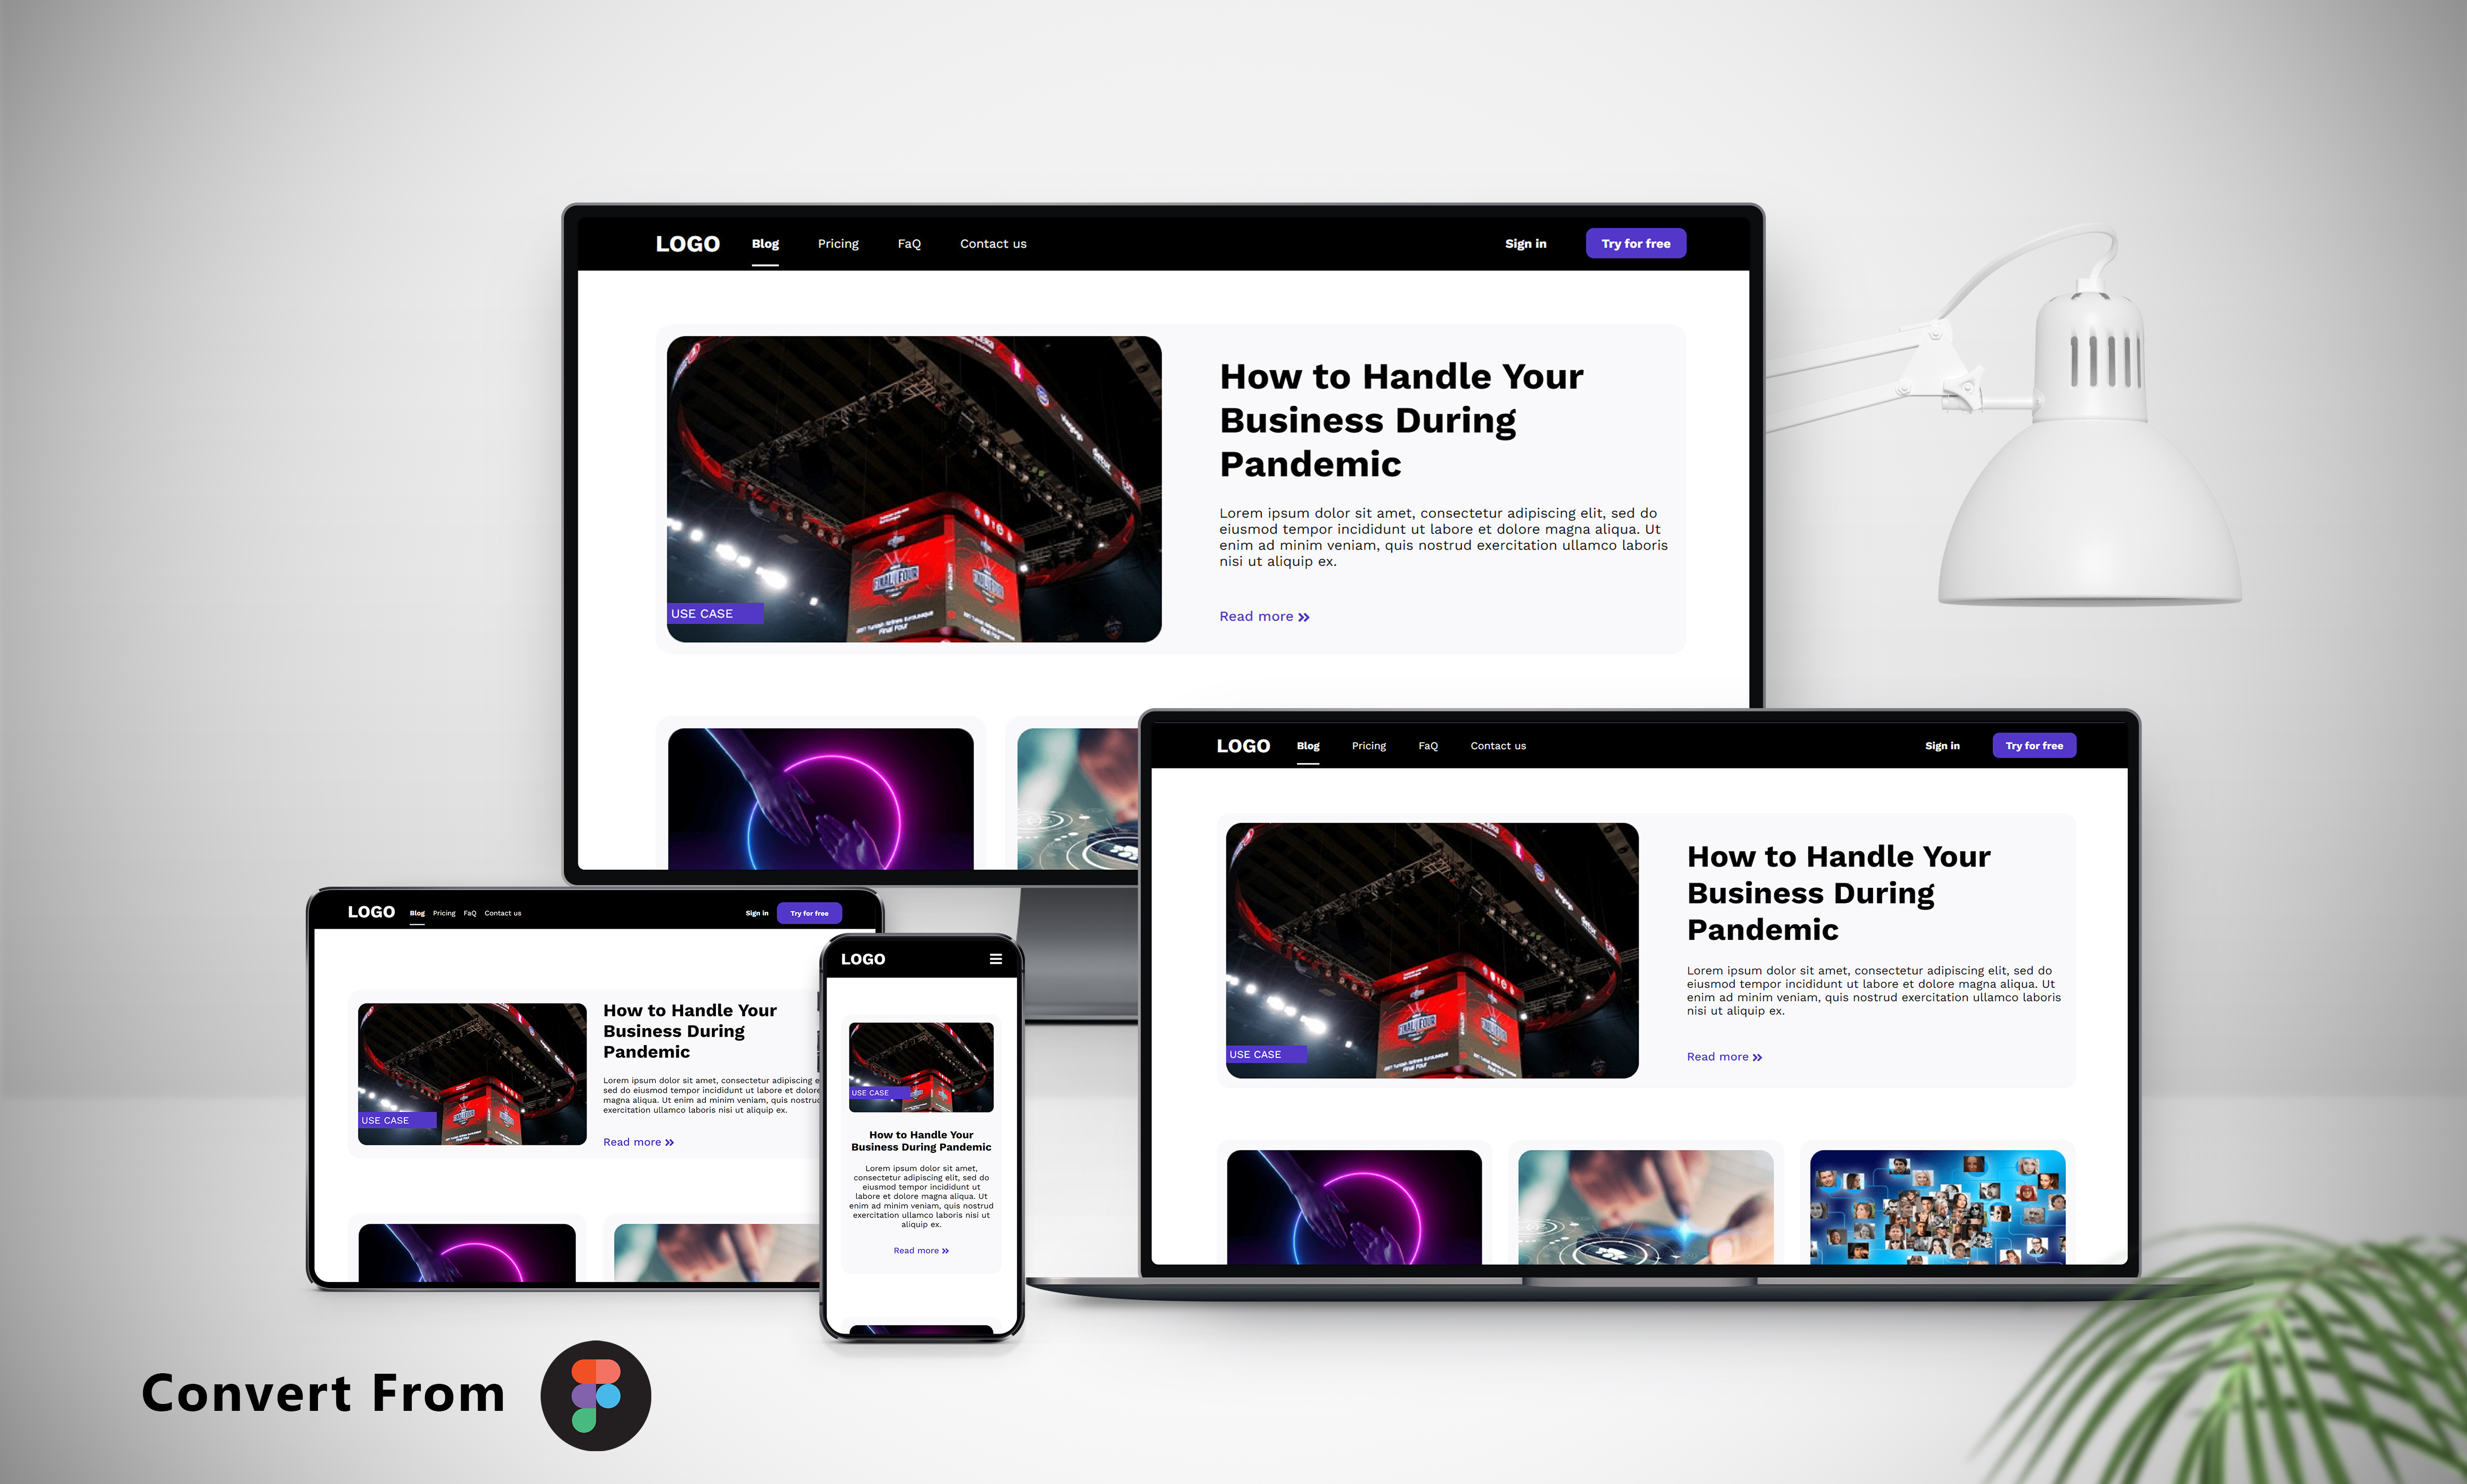 LOGO Blog Pricing FaQ Contact us Sign in Try for free
How to Handle Your
Business During
Pandemic
Lorem ipsum dolor sit amet, consectetur adipiscing elit, sed do
eiusmod tempor incididunt ut labore et dolore magna aliqua. Ut
enim ad minim veniam, quis nostrud exercitation ullamco laboris
nisi ut aliquip ex.
Read more
FINAL FOUR
Final Four
USE CASE
LOGO Blog Pricing FaQ Contact us Sign in Try for free
How to Handle Your
Business During
Pandemic
Lorem ipsum dolor sit amet, consectetur adipiscing elit, sed do
eiusmod tempor incididunt ut labore et dolore magna aliqua. Ut
enim ad minim veniam, quis nostrud exercitation ullamco laboris
nisi ut aliquip ex.
Read more
FINAL FOUR
USE CASE
LOGO Blog Pricing FaQ Contact us Sign in Try for free
How to Handle Your
Business During
Pandemic
Lorem ipsum dolor sit amet, consectetur adipiscing
sed do eiusmod tempor incididunt ut labore et dolore
magna aliqua. Ut enim ad minim veniam, quis nostrud
exercitation ullamco laboris nisi ut aliquip ex.
Read more
USE CASE
LOGO
USE CASE
How to Handle Your
Business During Pandemic
Lorem ipsum dolor sit amet,
consectetur adipiscing elit, sed do
eiusmod tempor incididunt ut
labore et dolore magna aliqua. Ut
enim ad minim veniam, quis nostrud
exercitation ullamco laboris nisi ut
aliquip ex.
Read more
Convert From